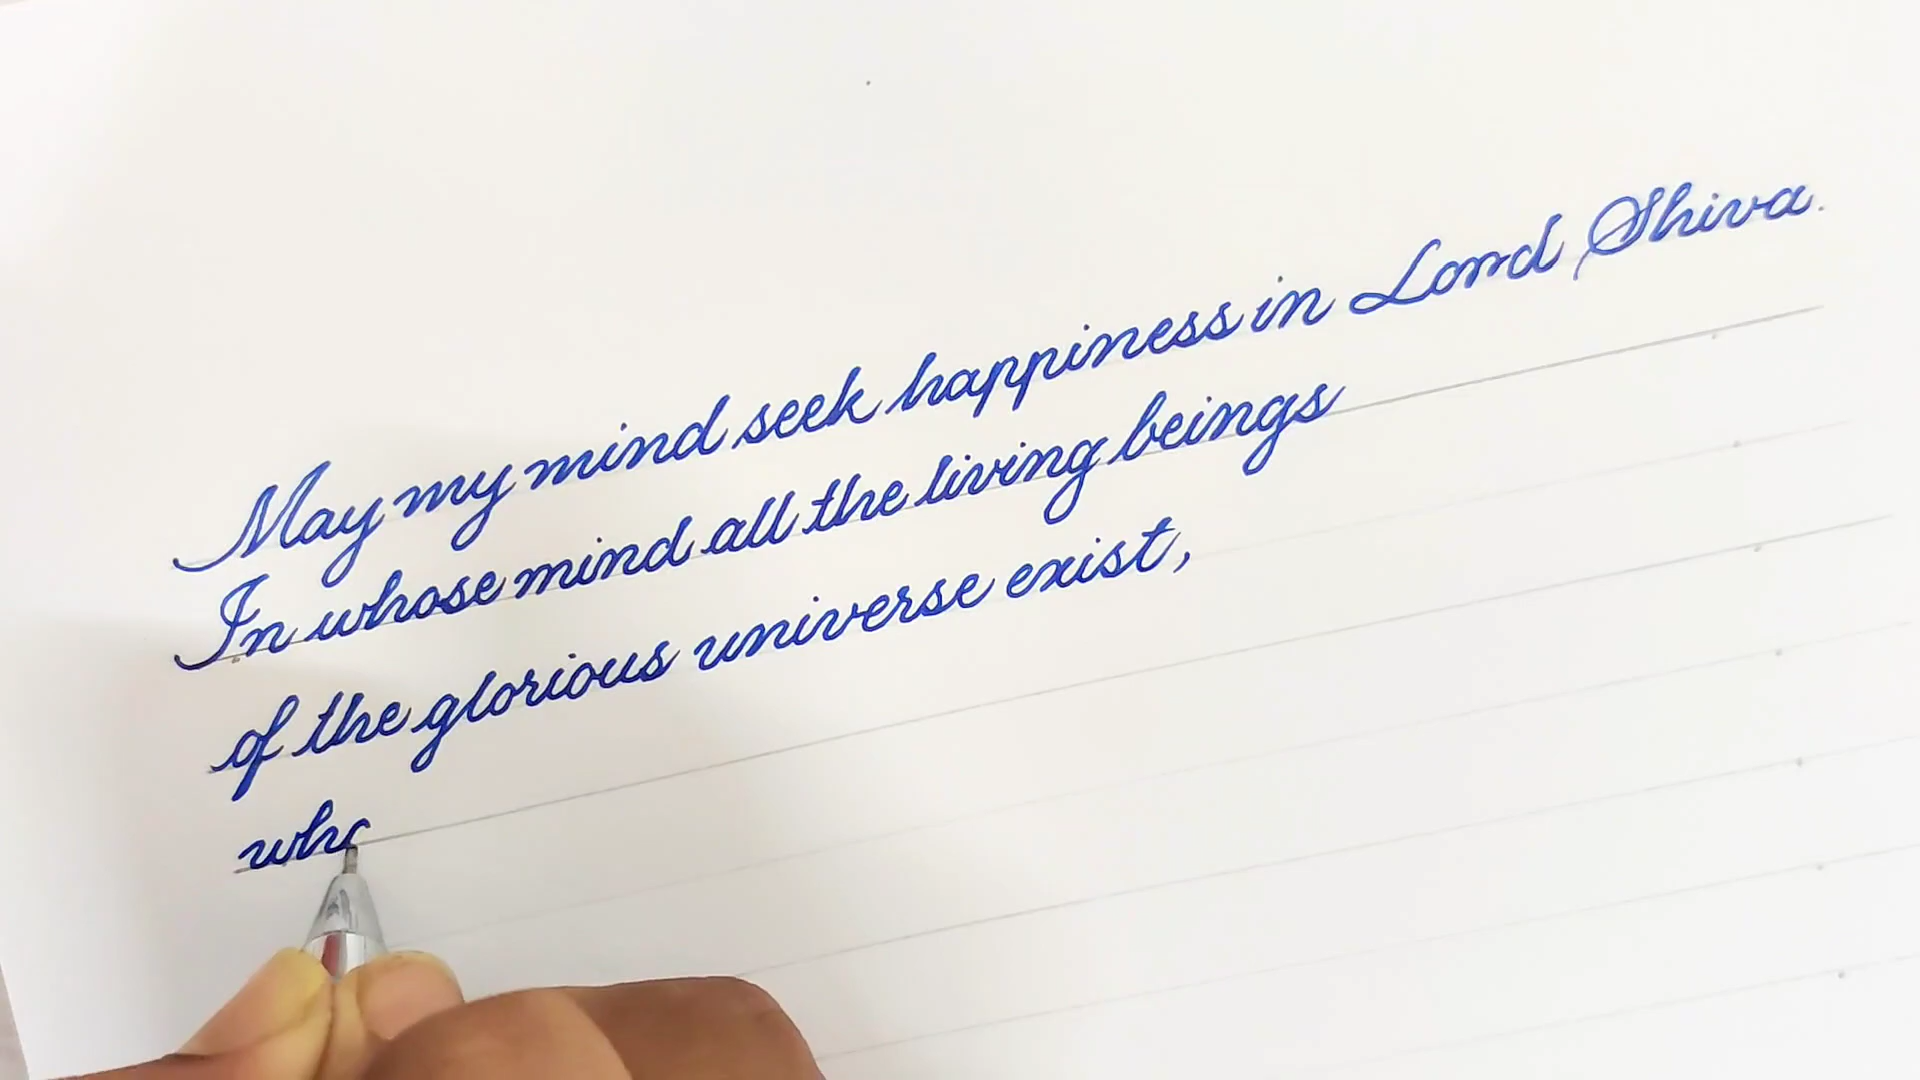 May my mind seek happiness in Lord Shiva.
In whose mind all the living beings
of the glorious universe exist,
who